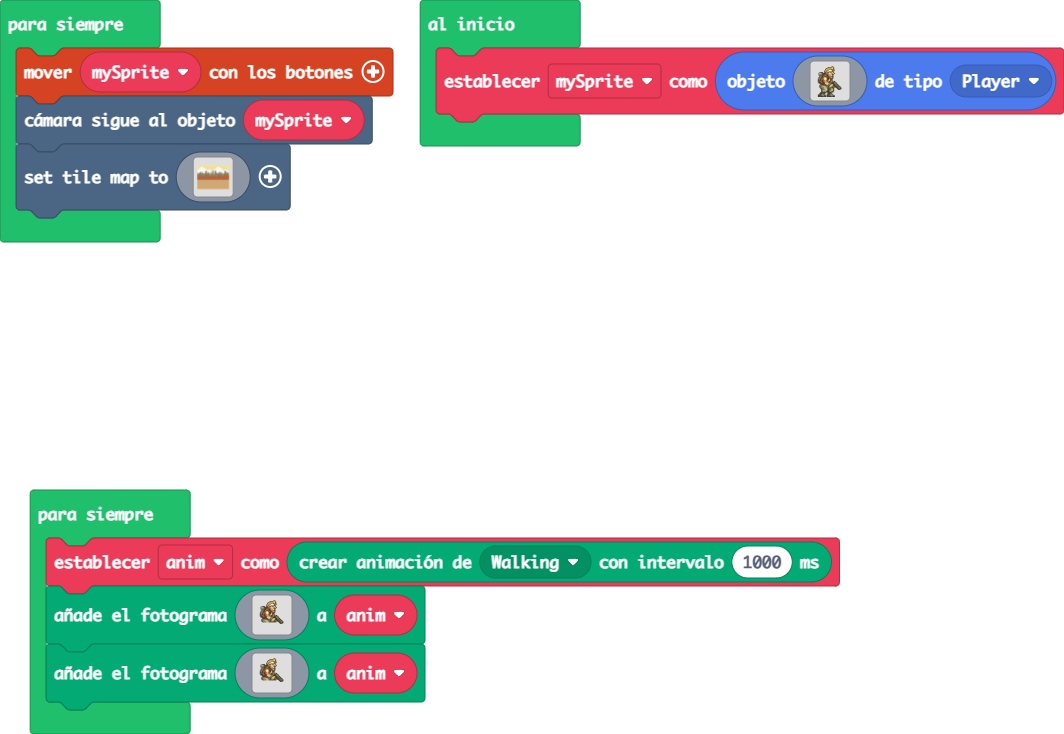 para siempre
mover mySprite con los botones
cámara sigue al objeto mySprite
set tile map to
al inicio
establecer mySprite como objeto de tipo Player
para siempre
establecer anim como crear animación de Walking con intervalo 1000 ms
añade el fotograma a anim
añade el fotograma a anim